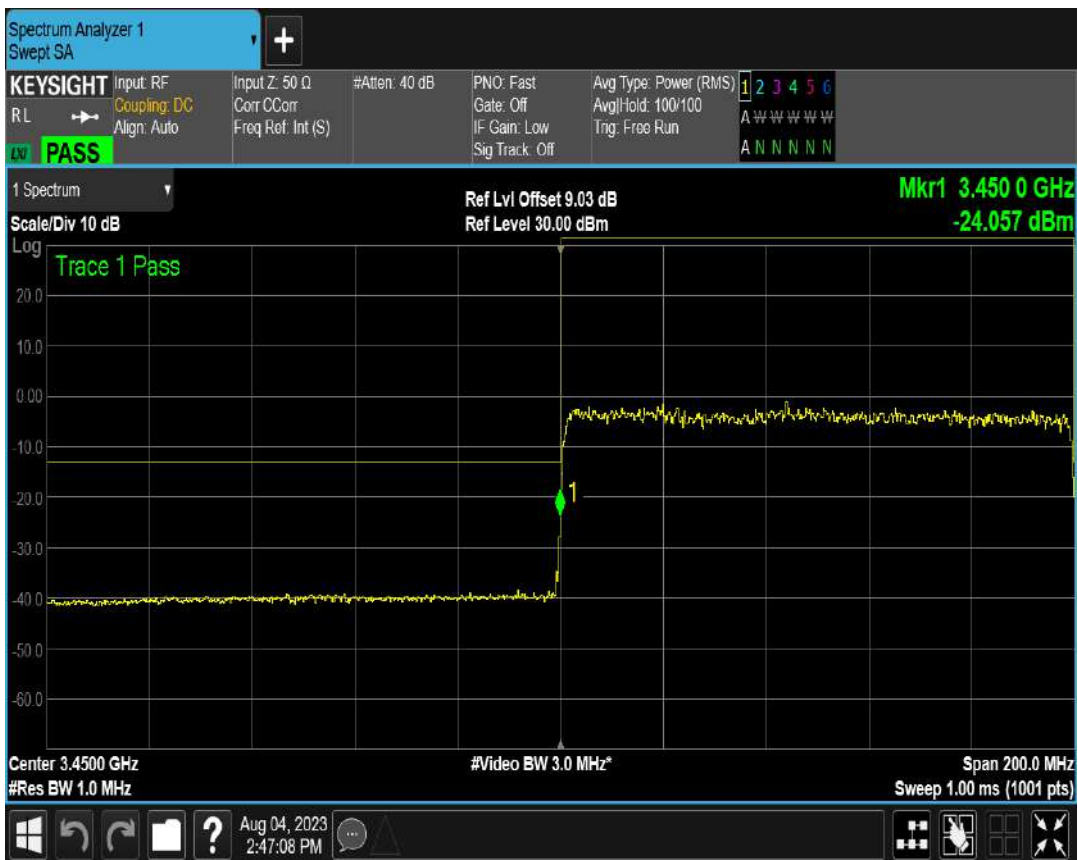 Spectrum Analyzer 1
Swept SA
+
KEYSIGHT
RL
LXI
PASS
Input: RF
Coupling: DC
Align: Auto
Input Z: 50 Ω
Corr CCorr
Freq Ref: Int (S)
#Atten: 40 dB
PNO: Fast
Gate: Off
IF Gain: Low
Sig Track: Off
Avg Type: Power (RMS)
Avg|Hold: 100/100
Trig: Free Run
1 2 3 4 5 6
A W W W W W
A N N N N N
1 Spectrum
Scale/Div 10 dB
Ref Lvl Offset 9.03 dB
Ref Level 30.00 dBm
Mkr1 3.450 0 GHz
-24.057 dBm
Log
Trace 1 Pass
20.0
10.0
0.00
-10.0
-20.0
-30.0
-40.0
-50.0
-60.0
1
Center 3.4500 GHz
#Res BW 1.0 MHz
#Video BW 3.0 MHz*
Span 200.0 MHz
Sweep 1.00 ms (1001 pts)
?
Aug 04, 2023
2:47:08 PM